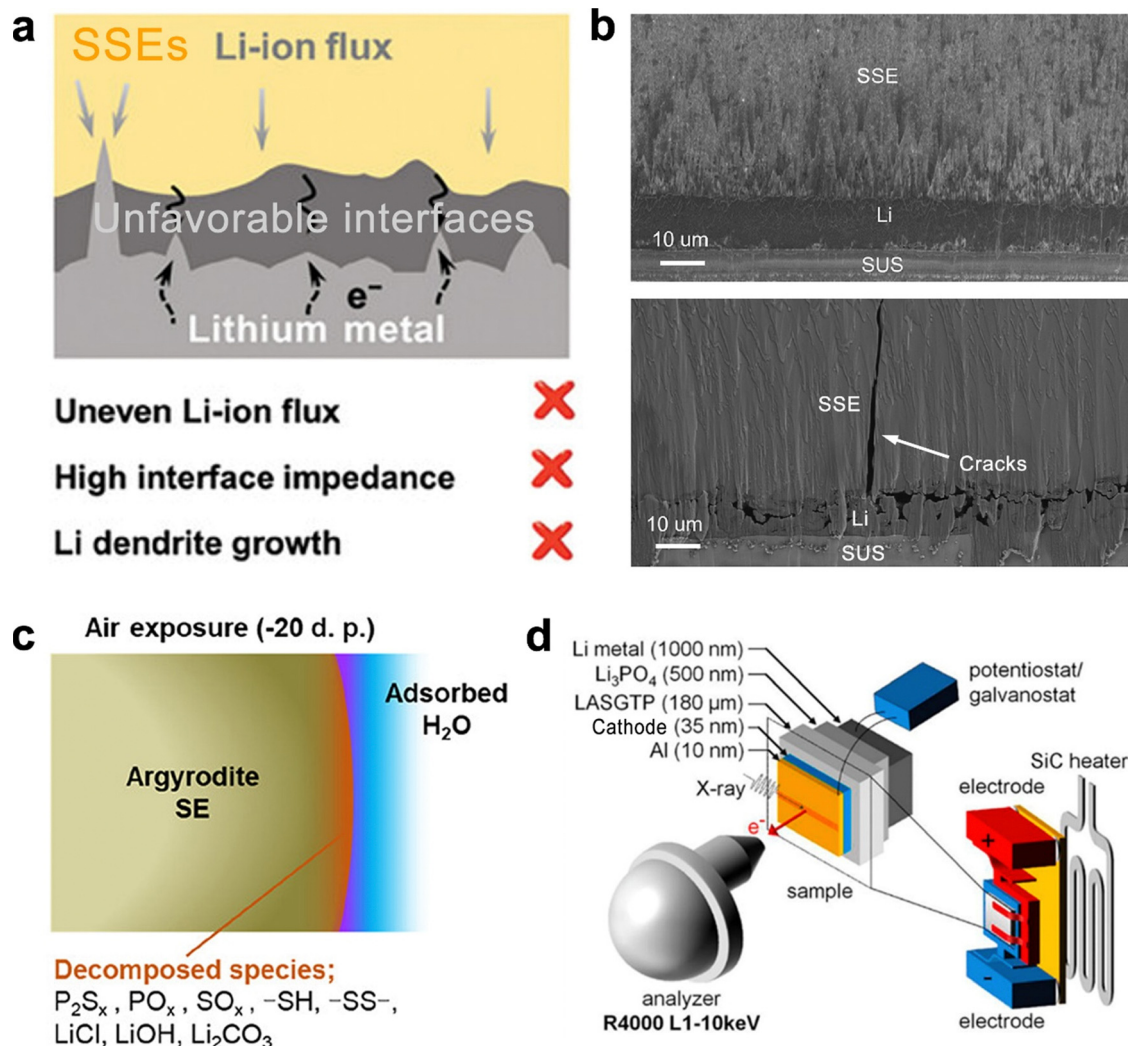 a
SSEs Li-ion flux
Unfavorable interfaces
e⁻
Lithium metal
Uneven Li-ion flux
High interface impedance
Li dendrite growth
b
SSE
Li
10 um
SUS
SSE
Cracks
Li
10 um
SUS
c
Air exposure (-20 d. p.)
Adsorbed
H₂O
Argyrodite
SE
Decomposed species;
P₂Sₓ, POₓ, SOₓ, –SH, –SS–,
LiCl, LiOH, Li₂CO₃
d
Li metal (1000 nm)
Li₃PO₄ (500 nm)
LASGTP (180 µm)
Cathode (35 nm)
Al (10 nm)
X-ray
e⁻
sample
analyzer
R4000 L1-10keV
potentiostat/
galvanostat
SiC heater
electrode
+
-
electrode